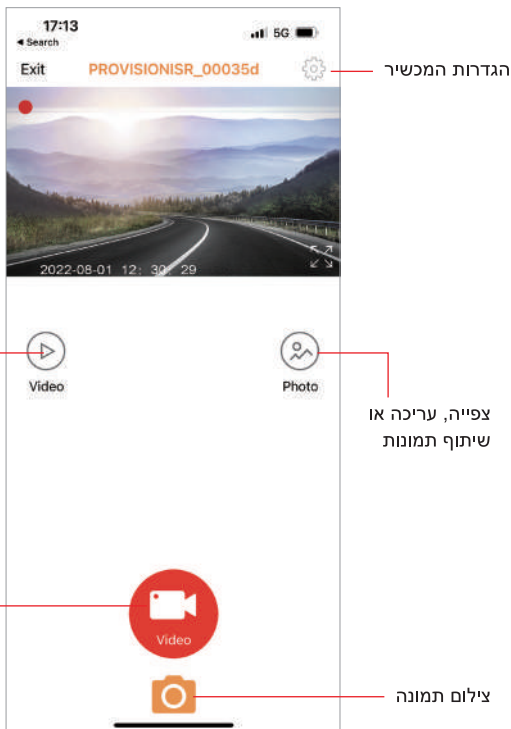 17:13
5G
◀ Search
Exit
PROVISIONISR_00035d
הגדרות המכשיר
2022-08-01 12: 30: 29
Video
Photo
צפייה, עריכה או
שיתוף תמונות
Video
צילום תמונה